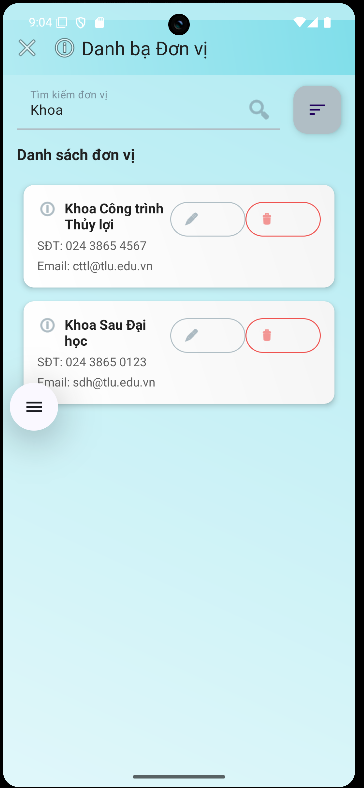 9:04
Danh bạ Đơn vị
Tìm kiếm đơn vị
Khoa
Danh sách đơn vị
Khoa Công trình
Thủy lợi
SĐT: 024 3865 4567
Email: cttl@tlu.edu.vn
Khoa Sau Đại
học
SĐT: 024 3865 0123
Email: sdh@tlu.edu.vn